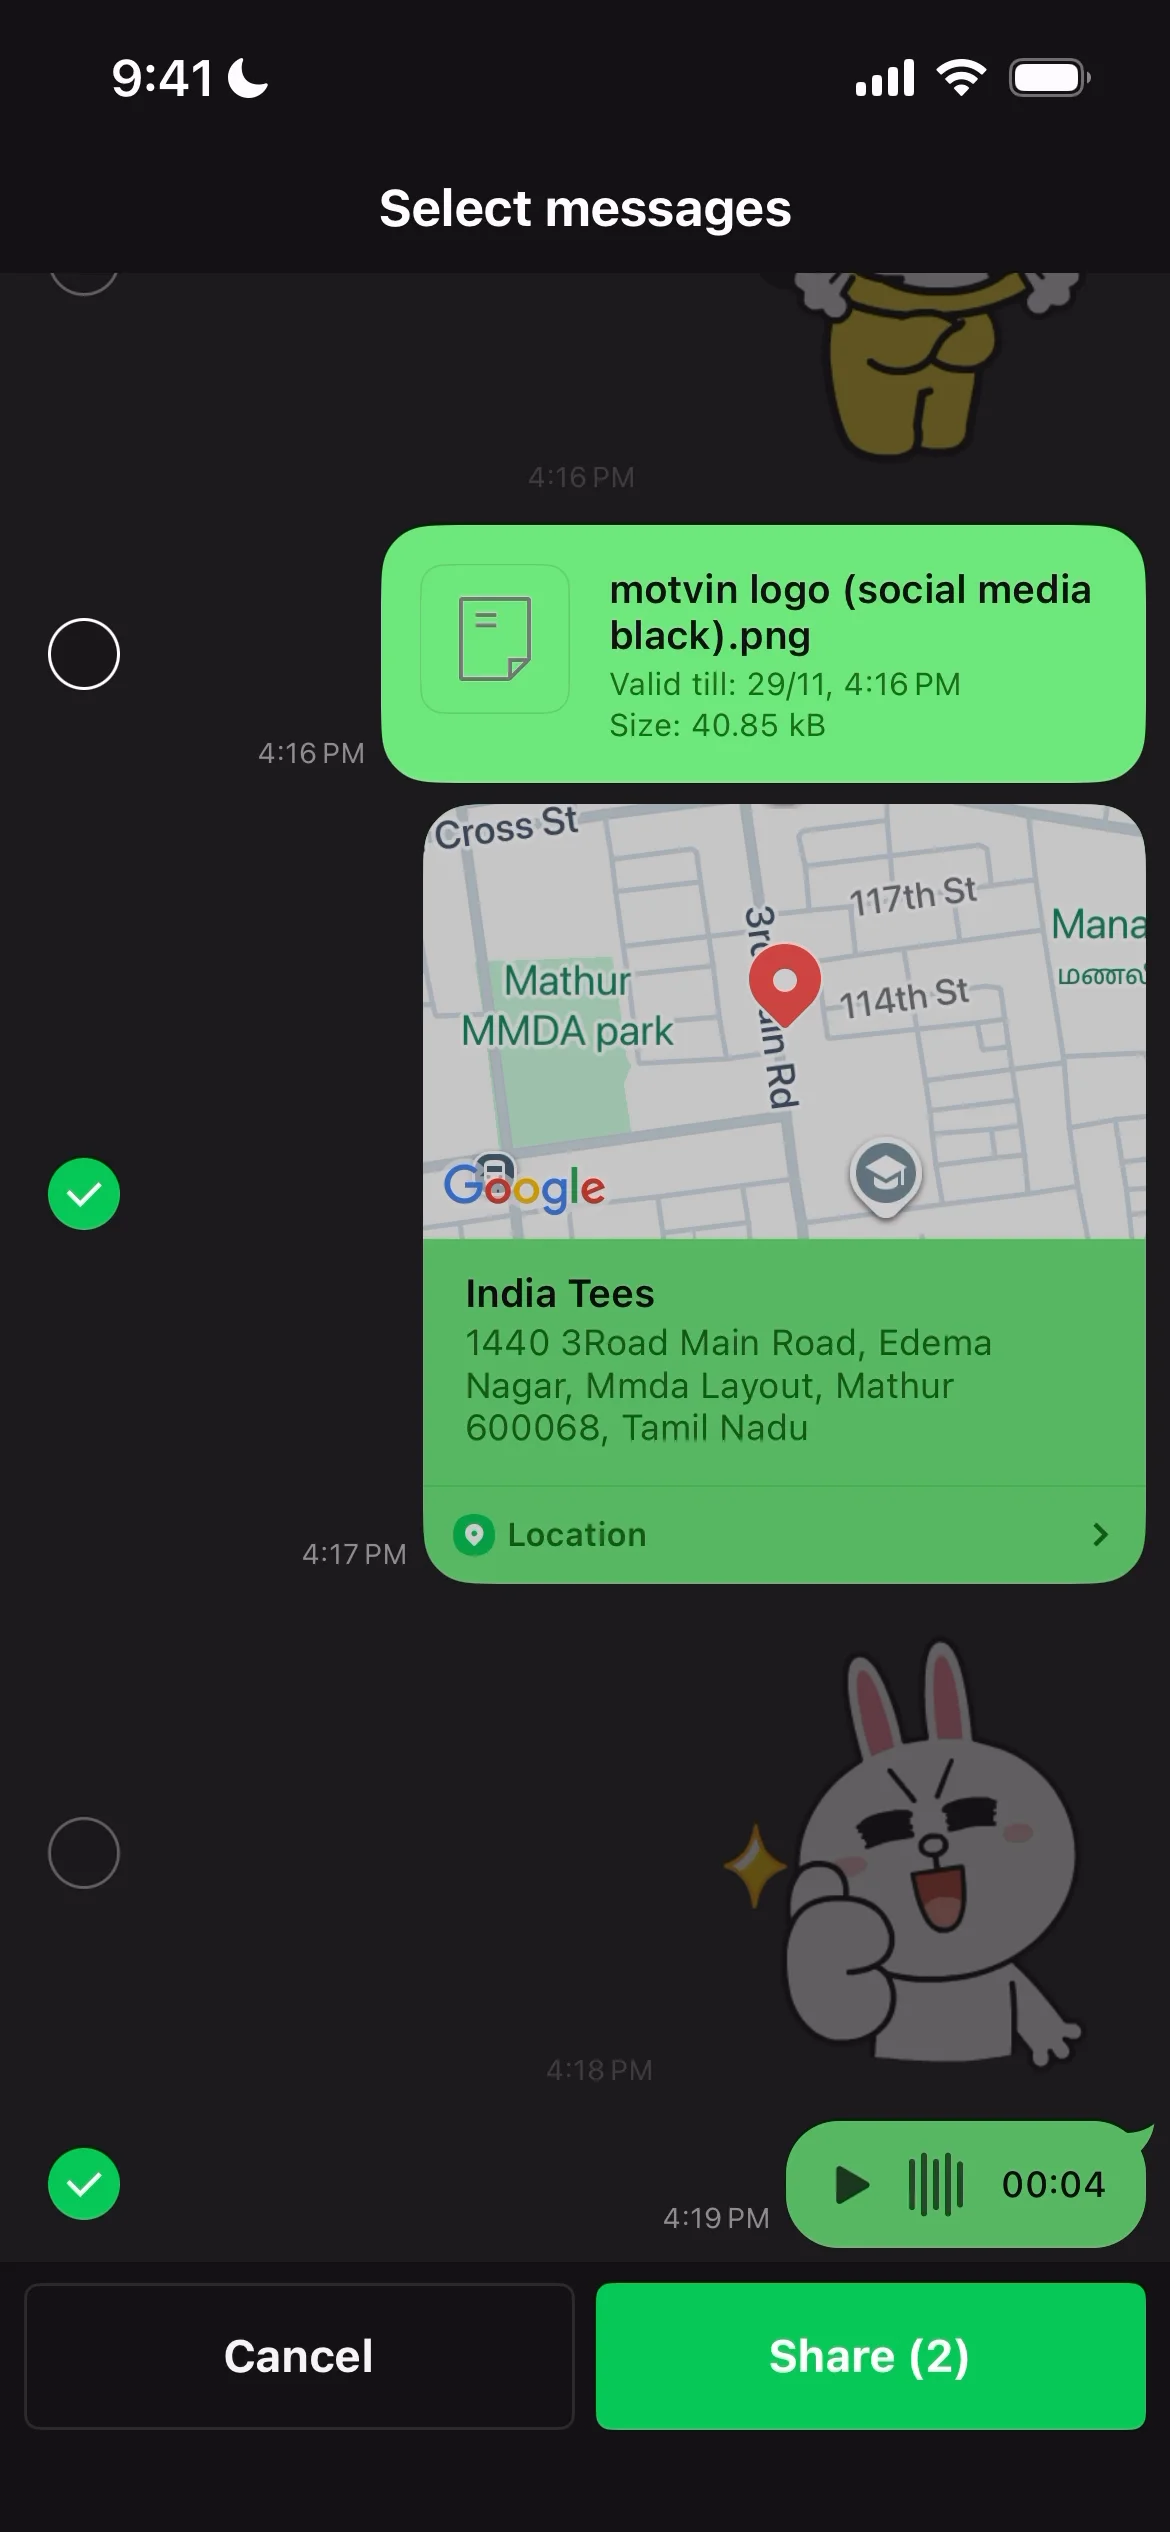 9:41
Select messages
4:16 PM
motvin logo (social media
black).png
Valid till: 29/11, 4:16 PM
Size: 40.85 kB
4:16 PM
Cross St
117th St
Mana
மணலி
Mathur
MMDA park
114th St
Rd
Google
India Tees
1440 3Road Main Road, Edema
Nagar, Mmda Layout, Mathur
600068, Tamil Nadu
Location
4:17 PM
4:18 PM
00:04
4:19 PM
Cancel
Share (2)